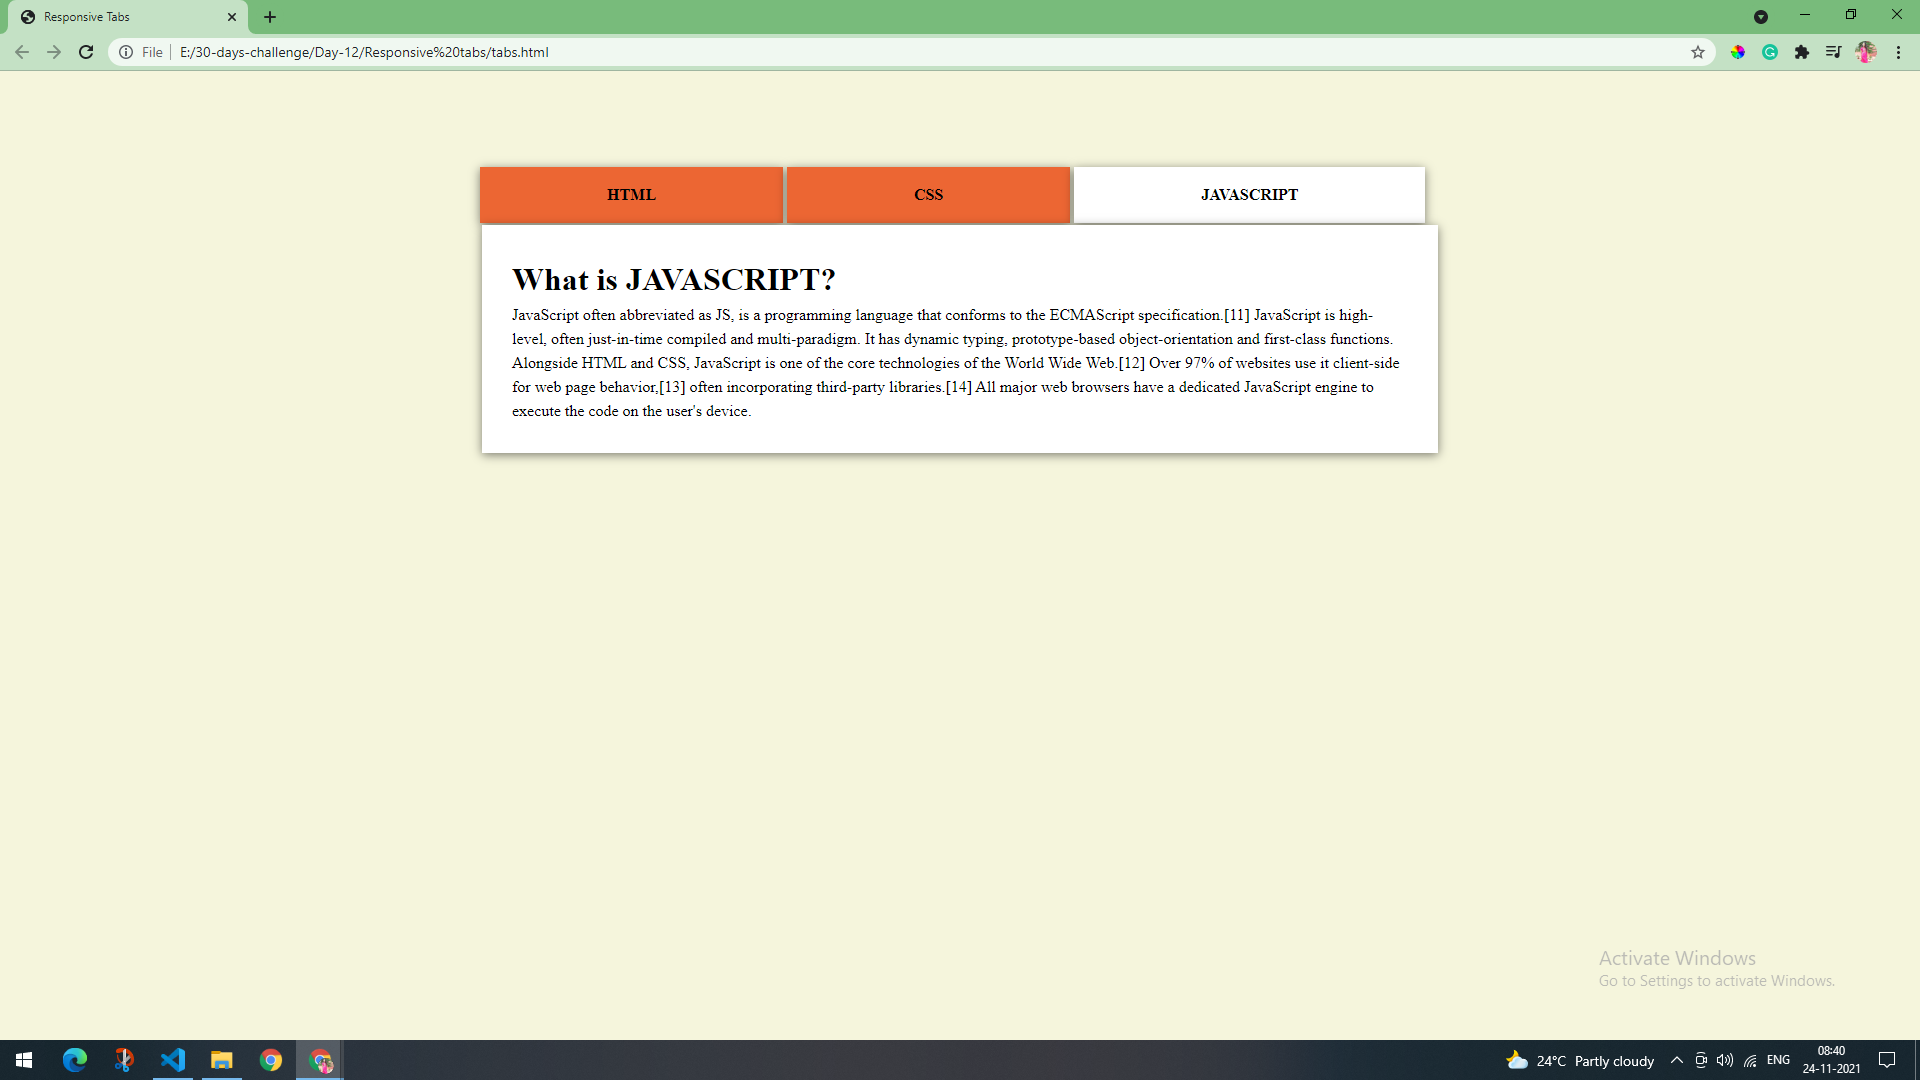 Responsive Tabs
File
E:/30-days-challenge/Day-12/Responsive%20tabs/tabs.html
HTML
CSS
JAVASCRIPT
What is JAVASCRIPT?
JavaScript often abbreviated as JS, is a programming language that conforms to the ECMAScript specification.[11] JavaScript is high-
level, often just-in-time compiled and multi-paradigm. It has dynamic typing, prototype-based object-orientation and first-class functions.
Alongside HTML and CSS, JavaScript is one of the core technologies of the World Wide Web.[12] Over 97% of websites use it client-side
for web page behavior,[13] often incorporating third-party libraries.[14] All major web browsers have a dedicated JavaScript engine to
execute the code on the user's device.
Activate Windows
Go to Settings to activate Windows.
24°C Partly cloudy
ENG
08:40
24-11-2021